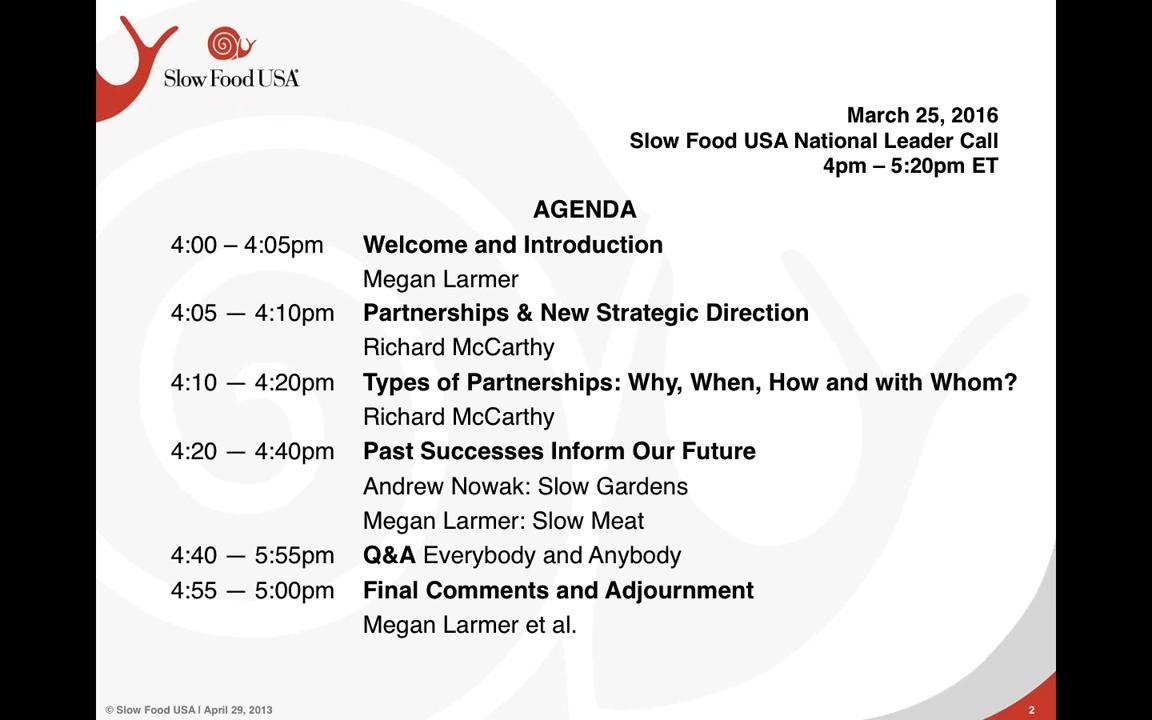 Slow Food USA
March 25, 2016
Slow Food USA National Leader Call
4pm – 5:20pm ET
AGENDA
4:00 – 4:05pm Welcome and Introduction
Megan Larmer
4:05 — 4:10pm Partnerships & New Strategic Direction
Richard McCarthy
4:10 — 4:20pm Types of Partnerships: Why, When, How and with Whom?
Richard McCarthy
4:20 — 4:40pm Past Successes Inform Our Future
Andrew Nowak: Slow Gardens
Megan Larmer: Slow Meat
4:40 — 5:55pm Q&A Everybody and Anybody
4:55 — 5:00pm Final Comments and Adjournment
Megan Larmer et al.
© Slow Food USA | April 29, 2013
2